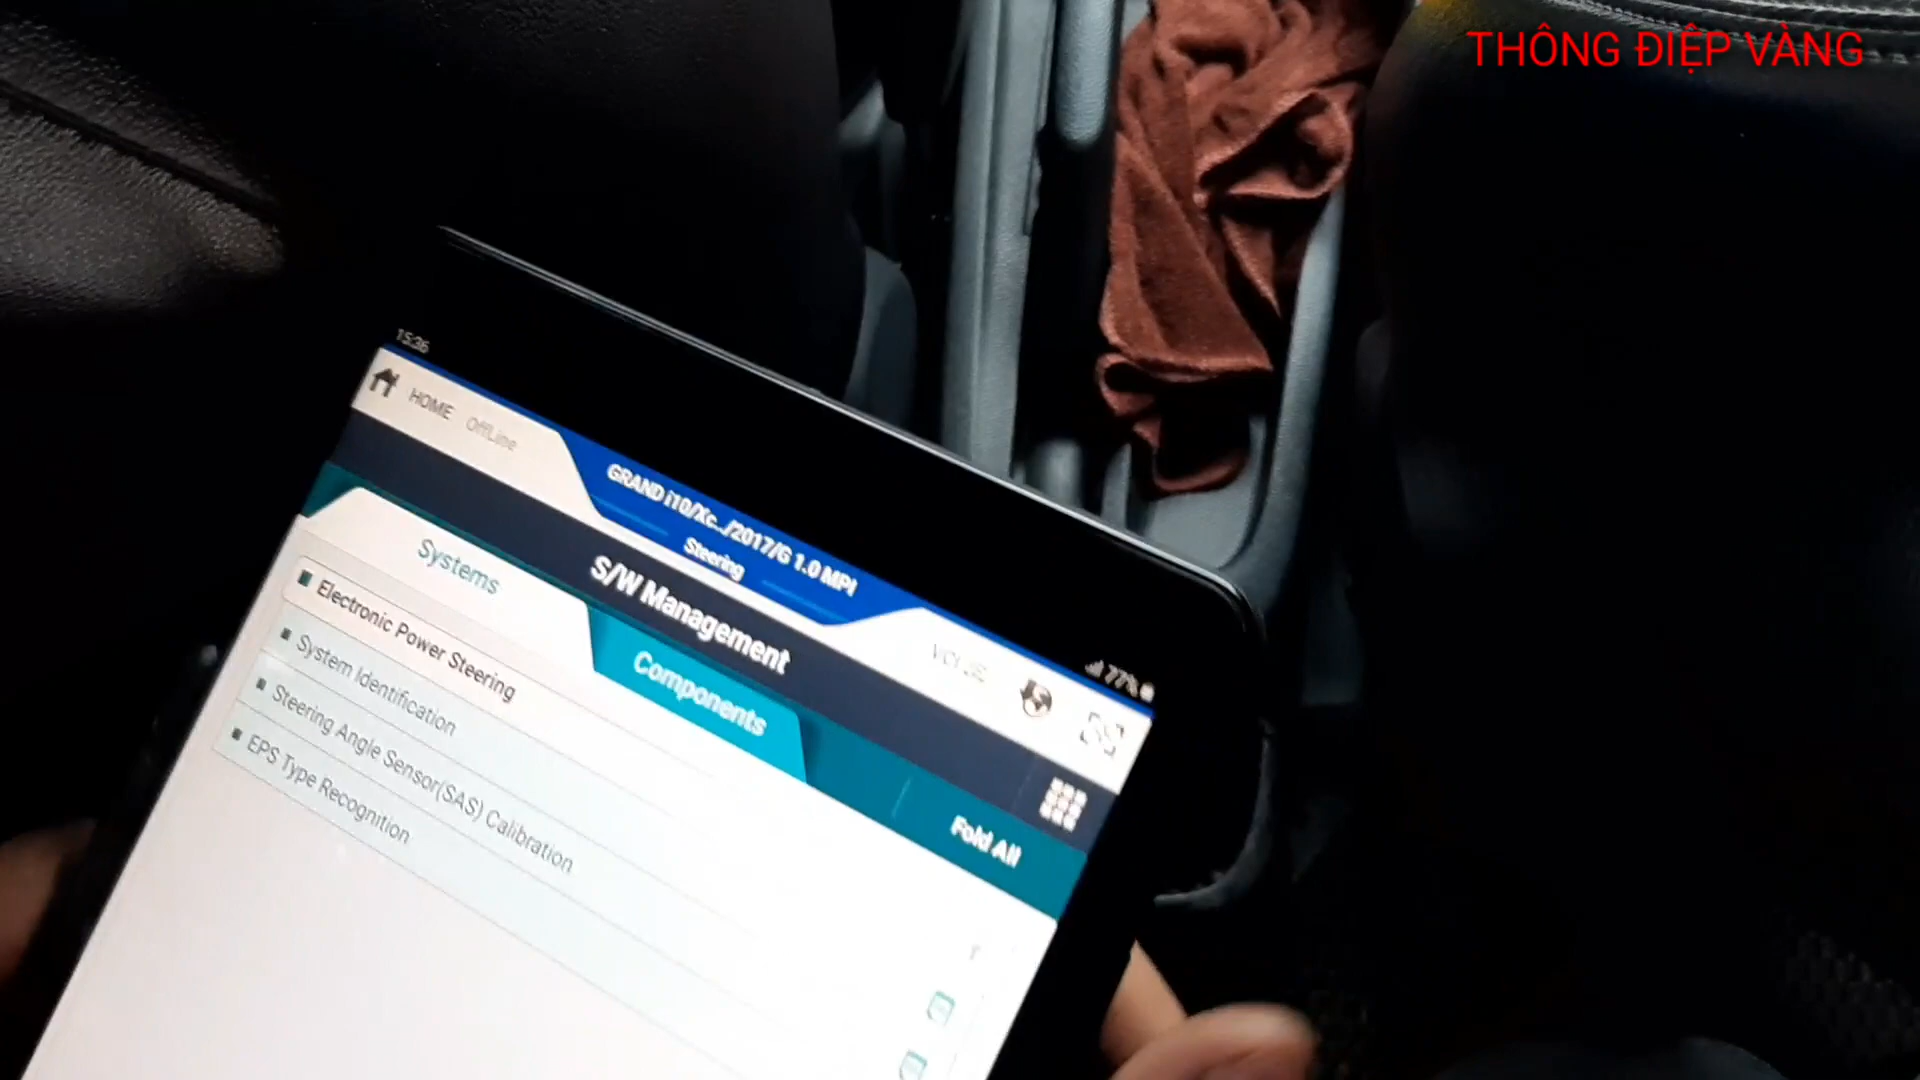 THÔNG ĐIỆP VÀNG
15:36
HOME OffLine
GRAND i10/Xc../2017/G 1.0 MPI
Steering
77%
S/W Management
Systems
Components
Fold All
Electronic Power Steering
System Identification
Steering Angle Sensor(SAS) Calibration
EPS Type Recognition